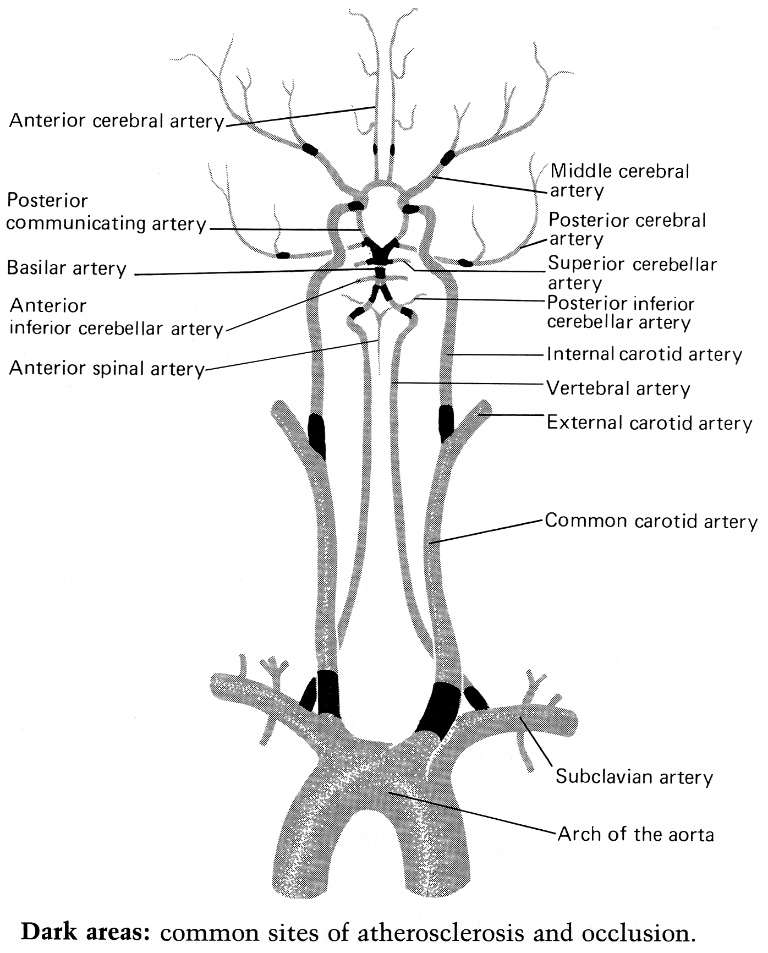 Anterior cerebral artery
Middle cerebral
artery
Posterior
communicating artery
Posterior cerebral
artery
Basilar artery
Superior cerebellar
artery
Anterior
inferior cerebellar artery
Posterior inferior
cerebellar artery
Anterior spinal artery
Internal carotid artery
Vertebral artery
External carotid artery
Common carotid artery
Subclavian artery
Arch of the aorta
Dark areas: common sites of atherosclerosis and occlusion.